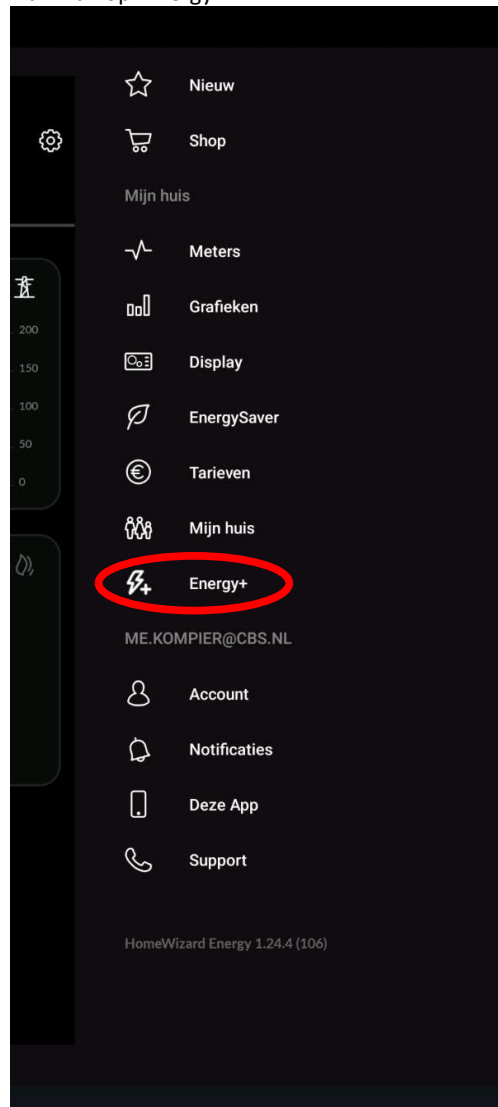 Nieuw
Shop
Mijn huis
Meters
Grafieken
200
Display
150
100
EnergySaver
50
Tarieven
0
Mijn huis
Energy+
ME.KOMPIER@CBS.NL
Account
Notificaties
Deze App
Support
HomeWizard Energy 1.24.4 (106)